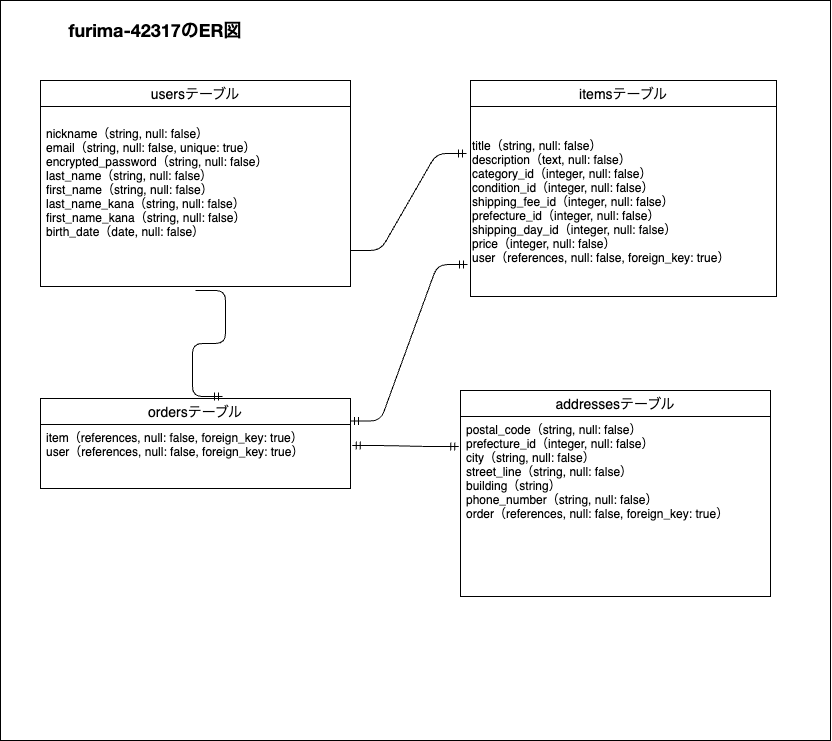 furima-42317のER図
usersテーブル
nickname（string, null: false）
email（string, null: false, unique: true）
encrypted_password（string, null: false）
last_name（string, null: false）
first_name（string, null: false）
last_name_kana（string, null: false）
first_name_kana（string, null: false）
birth_date（date, null: false）
itemsテーブル
title（string, null: false）
description（text, null: false）
category_id（integer, null: false）
condition_id（integer, null: false）
shipping_fee_id（integer, null: false）
prefecture_id（integer, null: false）
shipping_day_id（integer, null: false）
price（integer, null: false）
user（references, null: false, foreign_key: true）
ordersテーブル
item（references, null: false, foreign_key: true）
user（references, null: false, foreign_key: true）
addressesテーブル
postal_code（string, null: false）
prefecture_id（integer, null: false）
city（string, null: false）
street_line（string, null: false）
building（string）
phone_number（string, null: false）
order（references, null: false, foreign_key: true）